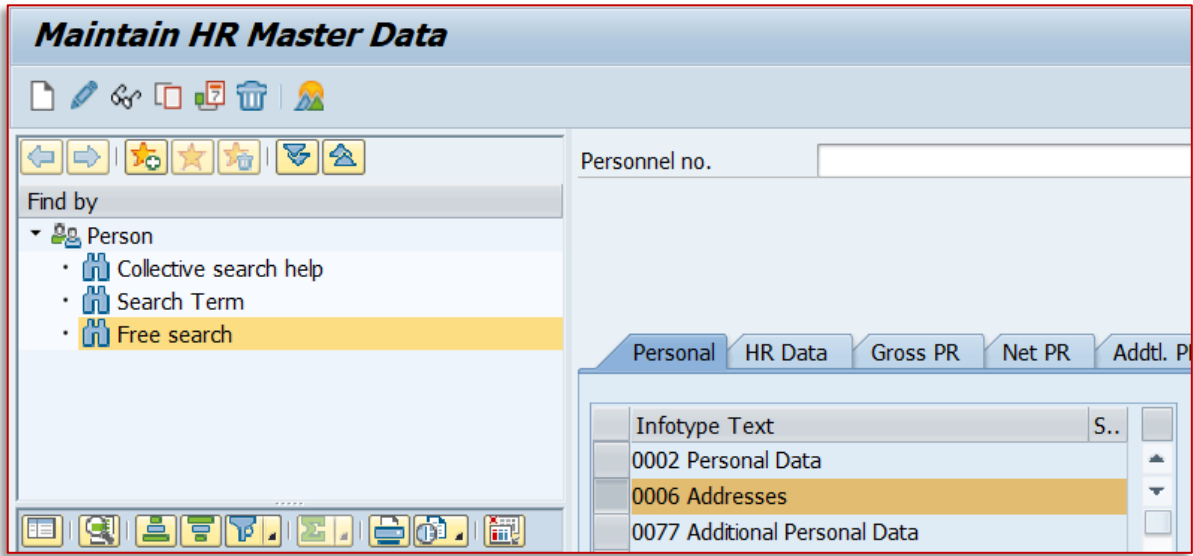 Maintain HR Master Data
Personnel no.
Find by
Person
Collective search help
Search Term
Free search
Personal HR Data Gross PR Net PR Addtl.
Infotype Text S..
0002 Personal Data
0006 Addresses
0077 Additional Personal Data